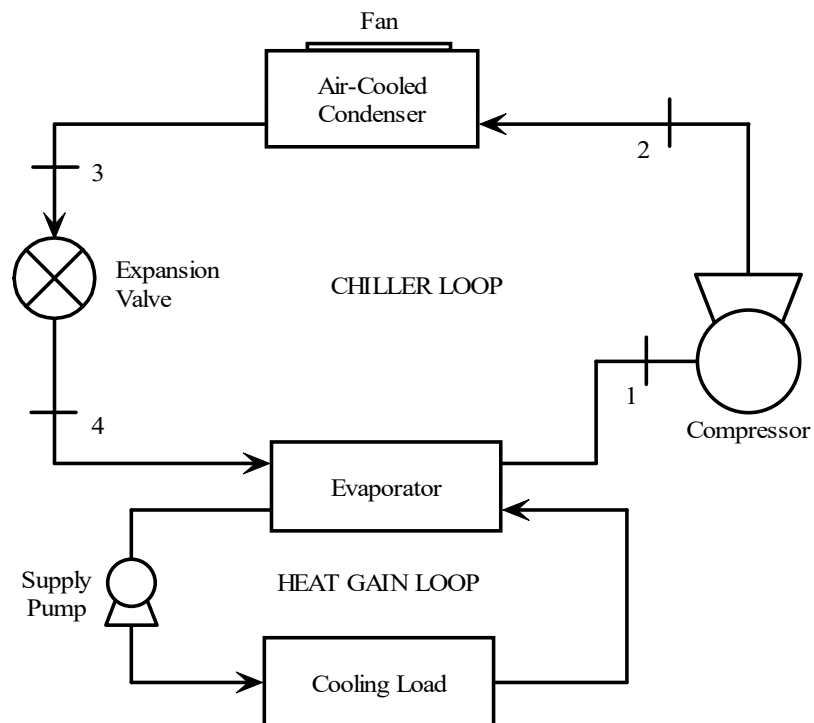 Fan
Air-Cooled
Condenser
2
3
Expansion
Valve
CHILLER LOOP
1
4
Compressor
Evaporator
Supply
Pump
HEAT GAIN LOOP
Cooling Load